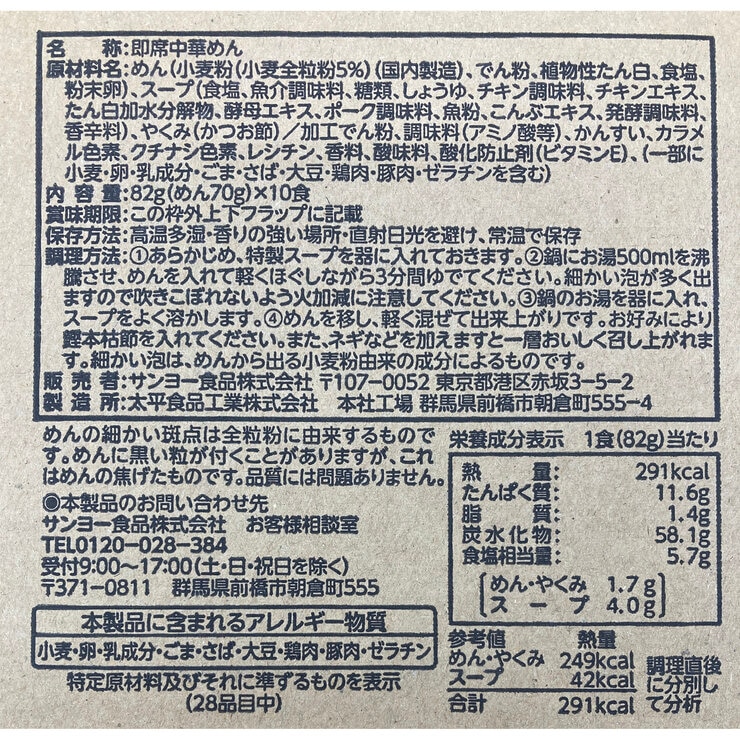 名　　称:即席中華めん
原材料名:めん(小麦粉(小麦全粒粉5%)(国内製造)、でん粉、植物性たん白、食塩、
粉末卵)、スープ(食塩、魚介調味料、糖類、しょうゆ、チキン調味料、チキンエキス、
たん白加水分解物、酵母エキス、ポーク調味料、魚粉、こんぶエキス、発酵調味料、
香辛料)、やくみ(かつお節)/加工でん粉、調味料(アミノ酸等)、かんすい、カラメ
ル色素、クチナシ色素、レシチン、香料、酸味料、酸化防止剤(ビタミンE)、(一部に
小麦・卵・乳成分・ごま・さば・大豆・鶏肉・豚肉・ゼラチンを含む)
内 容 量:82g(めん70g)×10食
賞味期限:この枠外上下フラップに記載
保存方法:高温多湿・香りの強い場所・直射日光を避け、常温で保存
調理方法:①あらかじめ、特製スープを器に入れておきます。②鍋にお湯500mlを沸
騰させ、めんを入れて軽くほぐしながら3分間ゆでてください。細かい泡が多く出
ますので吹きこぼれないよう火加減に注意してください。③鍋のお湯を器に入れ、
スープをよく溶かします。④めんを移し、軽く混ぜて出来上がりです。お好みにより
鰹本枯節を入れてください。また、ネギなどを加えますと一層おいしく召し上がれま
す。細かい泡は、めんから出る小麦粉由来の成分によるものです。
販 売 者:サンヨー食品株式会社 〒107-0052 東京都港区赤坂3-5-2
製 造 所:太平食品工業株式会社　本社工場 群馬県前橋市朝倉町555-4
めんの細かい斑点は全粒粉に由来するもので
す。めんに黒い粒が付くことがありますが、これ
はめんの焦げたものです。品質には問題ありません。
◉本製品のお問い合わせ先
サンヨー食品株式会社　お客様相談室
TEL0120-028-384
受付9:00~17:00(土・日・祝日を除く)
〒371-0811　群馬県前橋市朝倉町555
本製品に含まれるアレルギー物質
小麦・卵・乳成分・ごま・さば・大豆・鶏肉・豚肉・ゼラチン
特定原材料及びそれに準ずるものを表示
(28品目中)
栄養成分表示　1食(82g)当たり
熱　　量: 291kcal
たんぱく質: 11.6g
脂　　質: 1.4g
炭水化物: 58.1g
食塩相当量: 5.7g
めん・やくみ 1.7g
スープ 4.0g
参考値　熱量
めん・やくみ 249kcal
スープ 42kcal
合計 291kcal
調理直後
に分別し
て分析